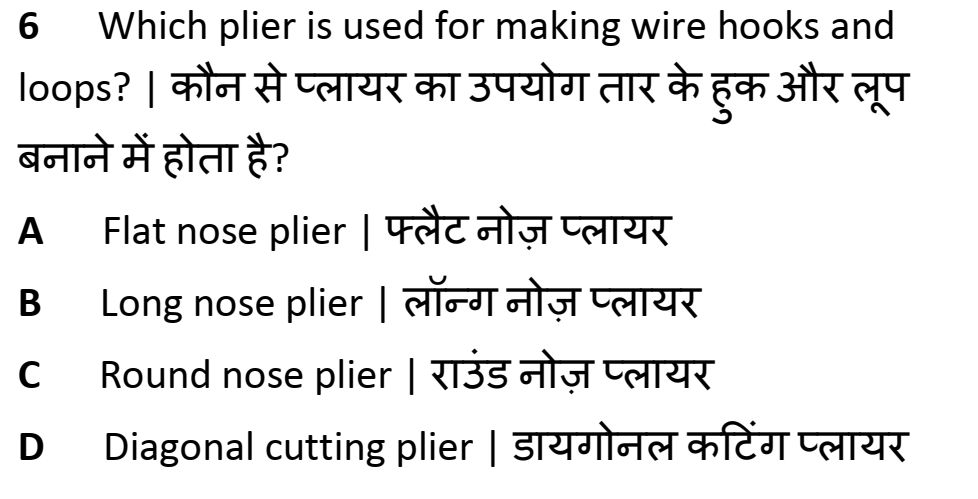 6 Which plier is used for making wire hooks and
loops? | कौन से प्लायर का उपयोग तार के हुक और लूप
बनाने में होता है?
A Flat nose plier | फ्लैट नोज़ प्लायर
B Long nose plier | लॉन्ग नोज़ प्लायर
C Round nose plier | राउंड नोज़ प्लायर
D Diagonal cutting plier | डायगोनल कटिंग प्लायर